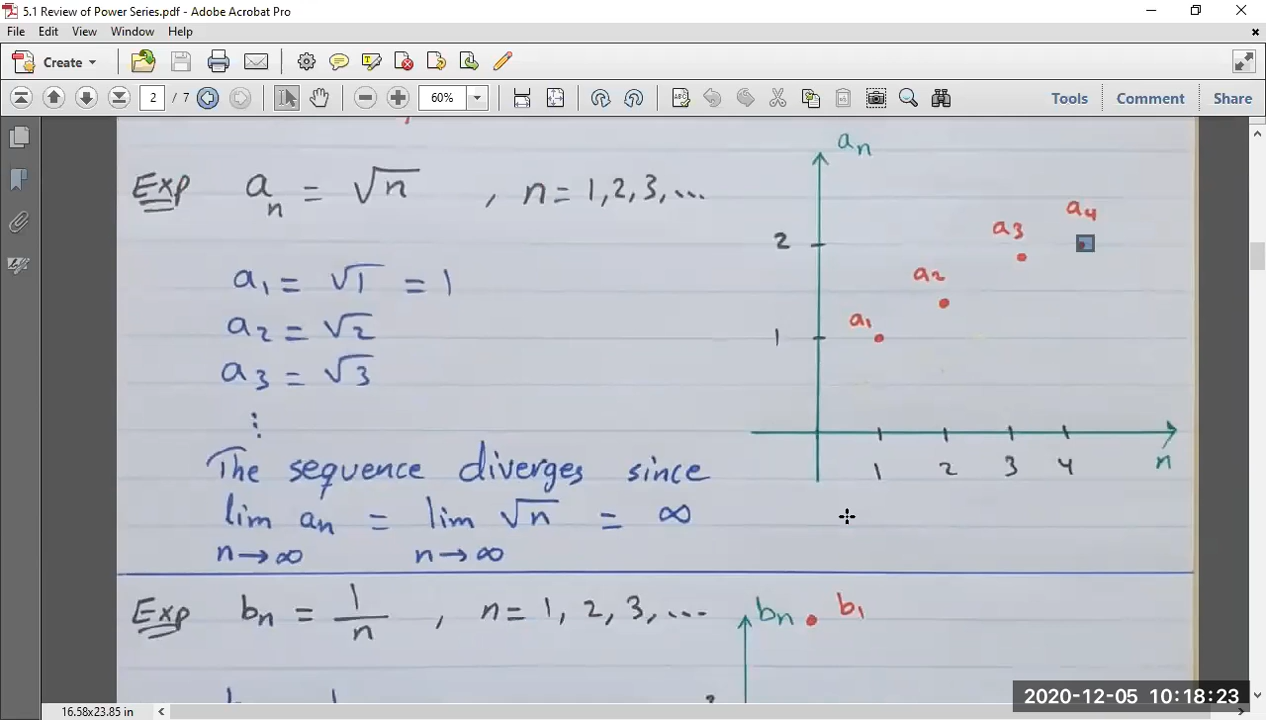 5.1 Review of Power Series.pdf - Adobe Acrobat Pro
File Edit View Window Help
Create
2 / 7 60% Tools Comment Share
Exp a_n = √n , n = 1, 2, 3, ...
a_1 = √1 = 1
a_2 = √2
a_3 = √3
⋮
The sequence diverges since
lim a_n = lim √n = ∞
n→∞ n→∞
a_n
a_4
2
a_3
a_2
a_1
1
1 2 3 4 n
Exp b_n = 1/n , n = 1, 2, 3, ...
b_n b_1
2020-12-05 10:18:23
16.58x23.85 in